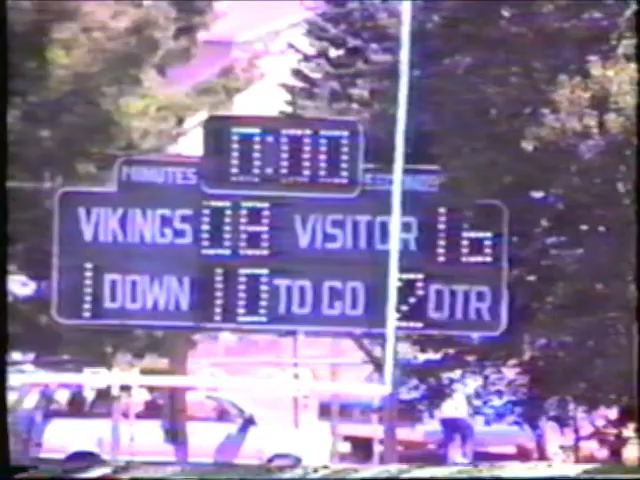 0:00
MINUTES SECONDS
VIKINGS 08 VISITOR 16
1 DOWN 10 TO GO 2 QTR